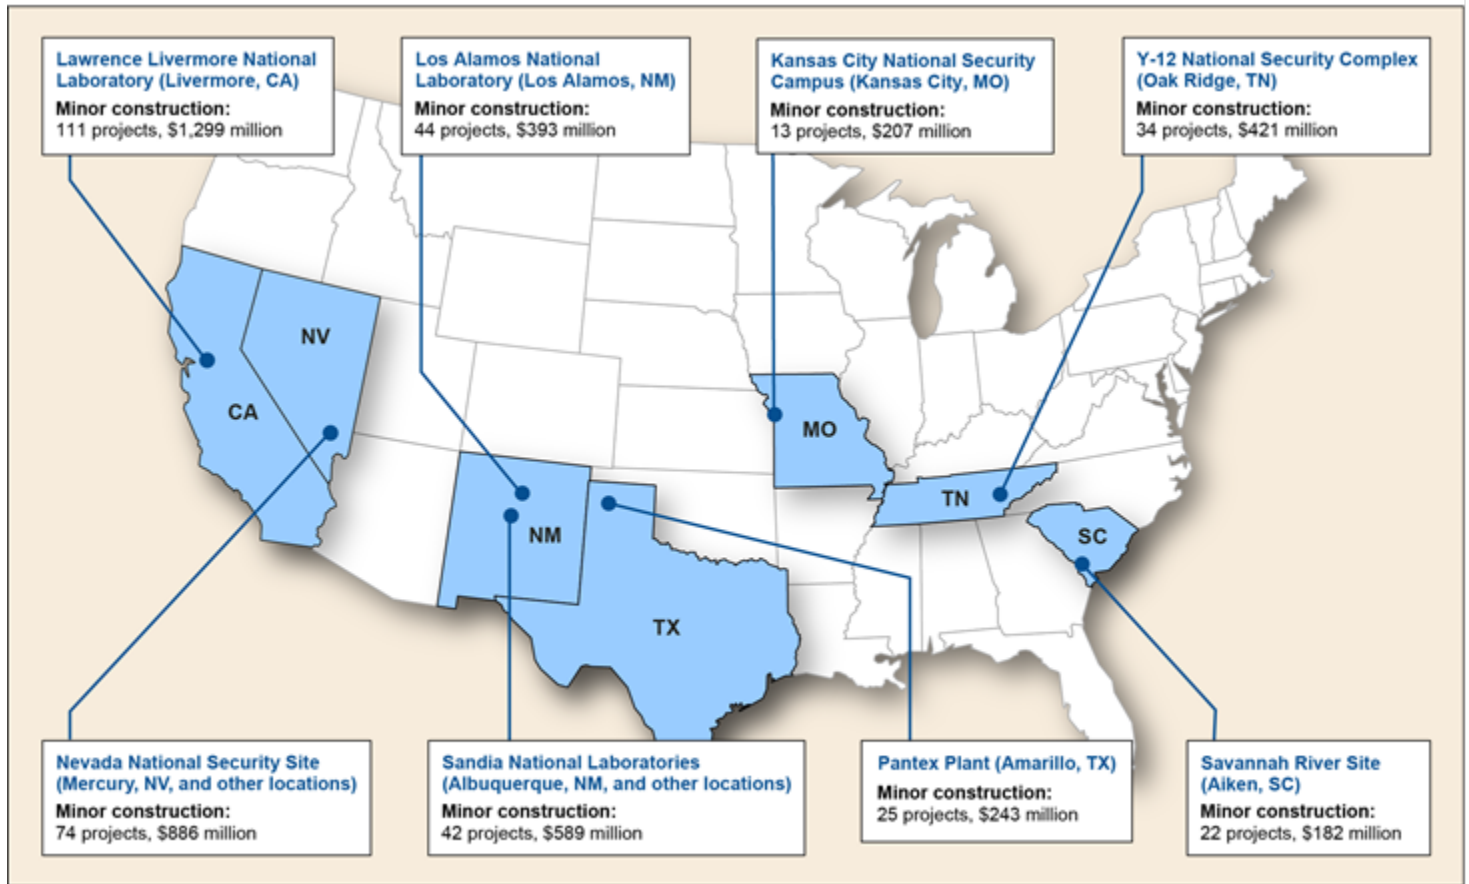 Lawrence Livermore National
Laboratory (Livermore, CA)
Minor construction:
111 projects, $1,299 million
Los Alamos National
Laboratory (Los Alamos, NM)
Minor construction:
44 projects, $393 million
Kansas City National Security
Campus (Kansas City, MO)
Minor construction:
13 projects, $207 million
Y-12 National Security Complex
(Oak Ridge, TN)
Minor construction:
34 projects, $421 million
NV
CA
MO
TN
NM
SC
TX
Nevada National Security Site
(Mercury, NV, and other locations)
Minor construction:
74 projects, $886 million
Sandia National Laboratories
(Albuquerque, NM, and other locations)
Minor construction:
42 projects, $589 million
Pantex Plant (Amarillo, TX)
Minor construction:
25 projects, $243 million
Savannah River Site
(Aiken, SC)
Minor construction:
22 projects, $182 million